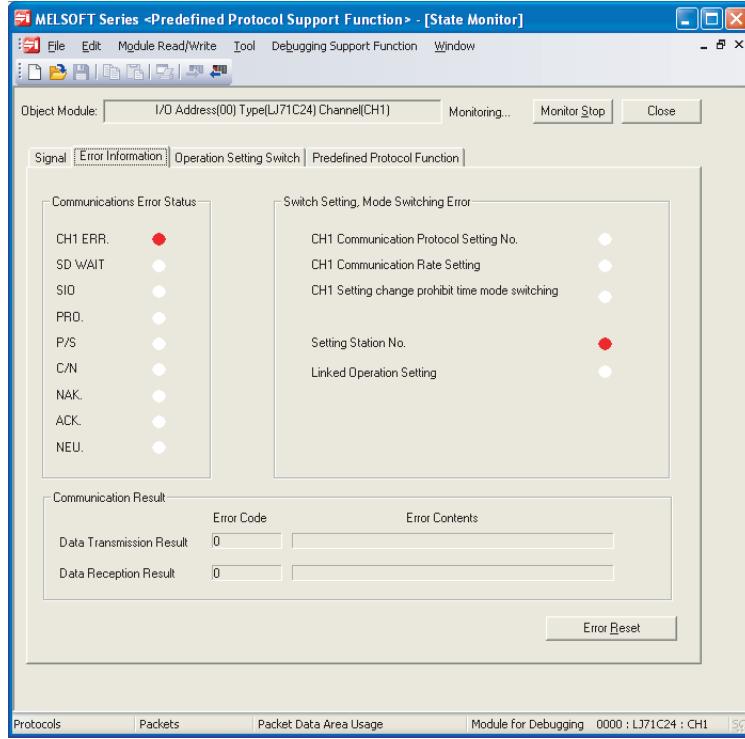 MELSOFT Series <Predefined Protocol Support Function> - [State Monitor]
File Edit Module Read/Write Tool Debugging Support Function Window
Object Module: I/O Address(00) Type(LJ71C24) Channel(CH1) Monitoring... Monitor Stop Close
Signal Error Information Operation Setting Switch Predefined Protocol Function
Communications Error Status
CH1 ERR.
SD WAIT
SIO
PRO.
P/S
C/N
NAK.
ACK.
NEU.
Switch Setting, Mode Switching Error
CH1 Communication Protocol Setting No.
CH1 Communication Rate Setting
CH1 Setting change prohibit time mode switching
Setting Station No.
Linked Operation Setting
Communication Result
Error Code Error Contents
Data Transmission Result 0
Data Reception Result 0
Error Reset
Protocols Packets Packet Data Area Usage Module for Debugging 0000 : LJ71C24 : CH1